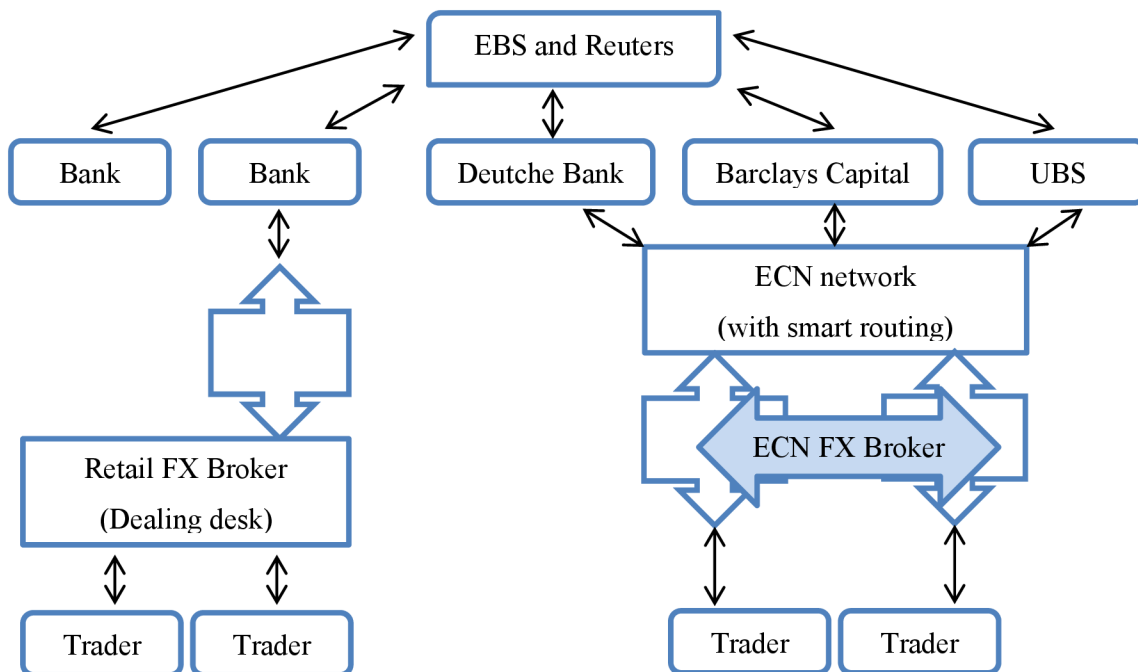 EBS and Reuters
Bank
Bank
Deutche Bank
Barclays Capital
UBS
ECN network
(with smart routing)
ECN FX Broker
Retail FX Broker
(Dealing desk)
Trader
Trader
Trader
Trader